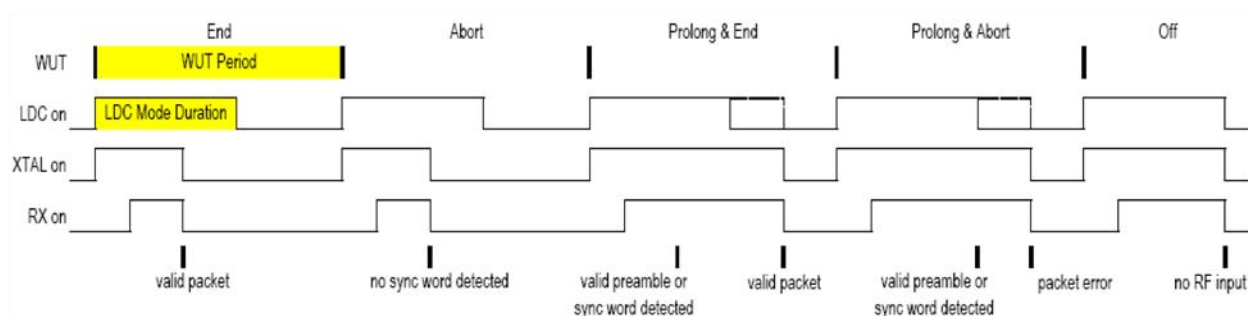 End Abort Prolong & End Prolong & Abort Off
WUT WUT Period
LDC on LDC Mode Duration
XTAL on
RX on
valid packet no sync word detected valid preamble or valid packet valid preamble or packet error no RF input
sync word detected sync word detected